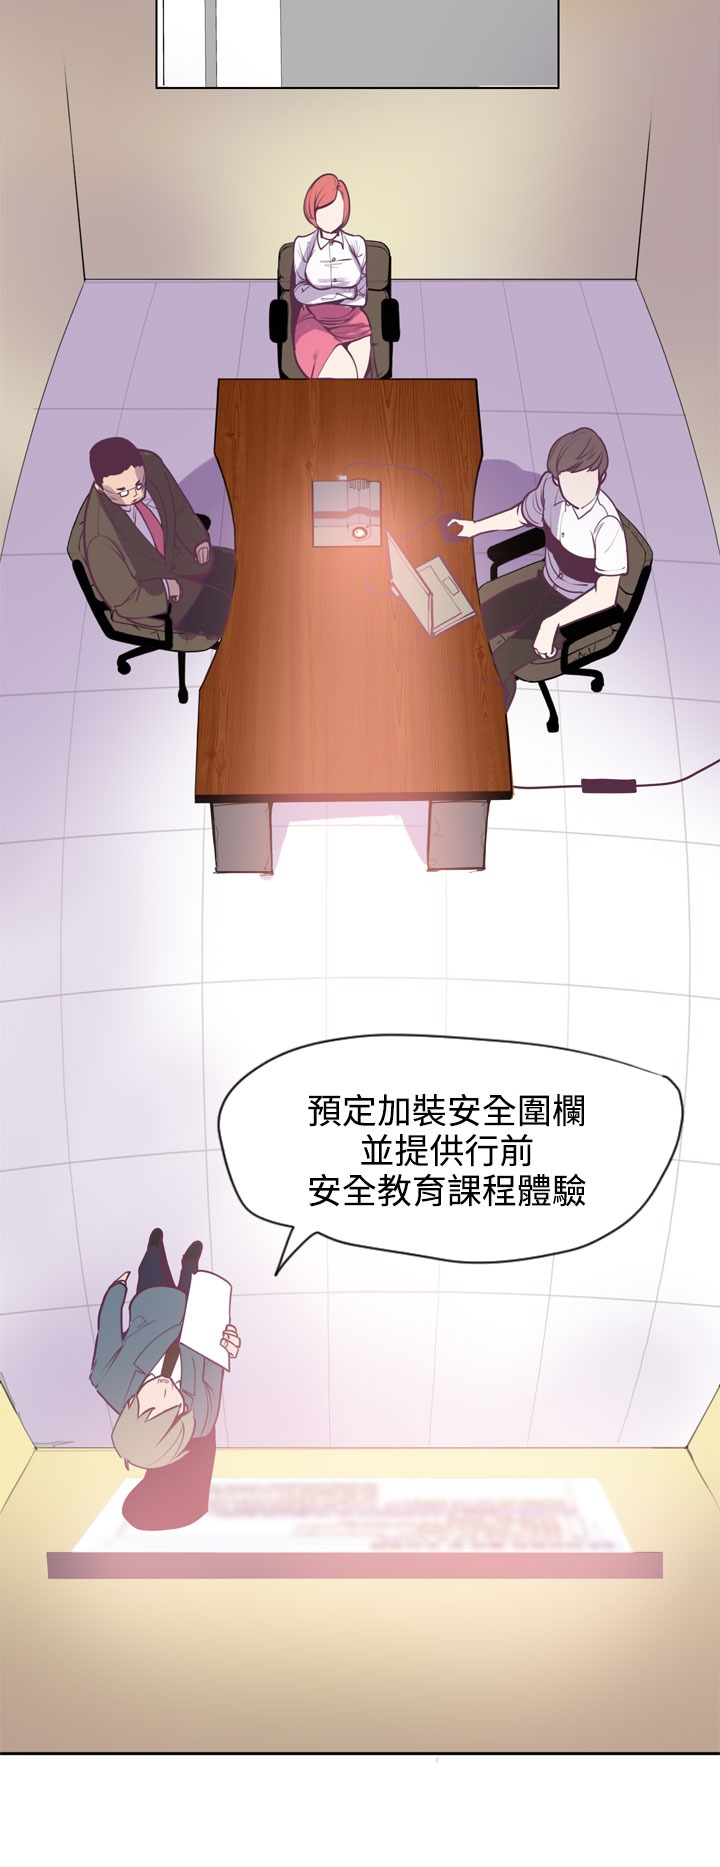 預定加裝安全圍欄
並提供行前
安全教育課程體驗